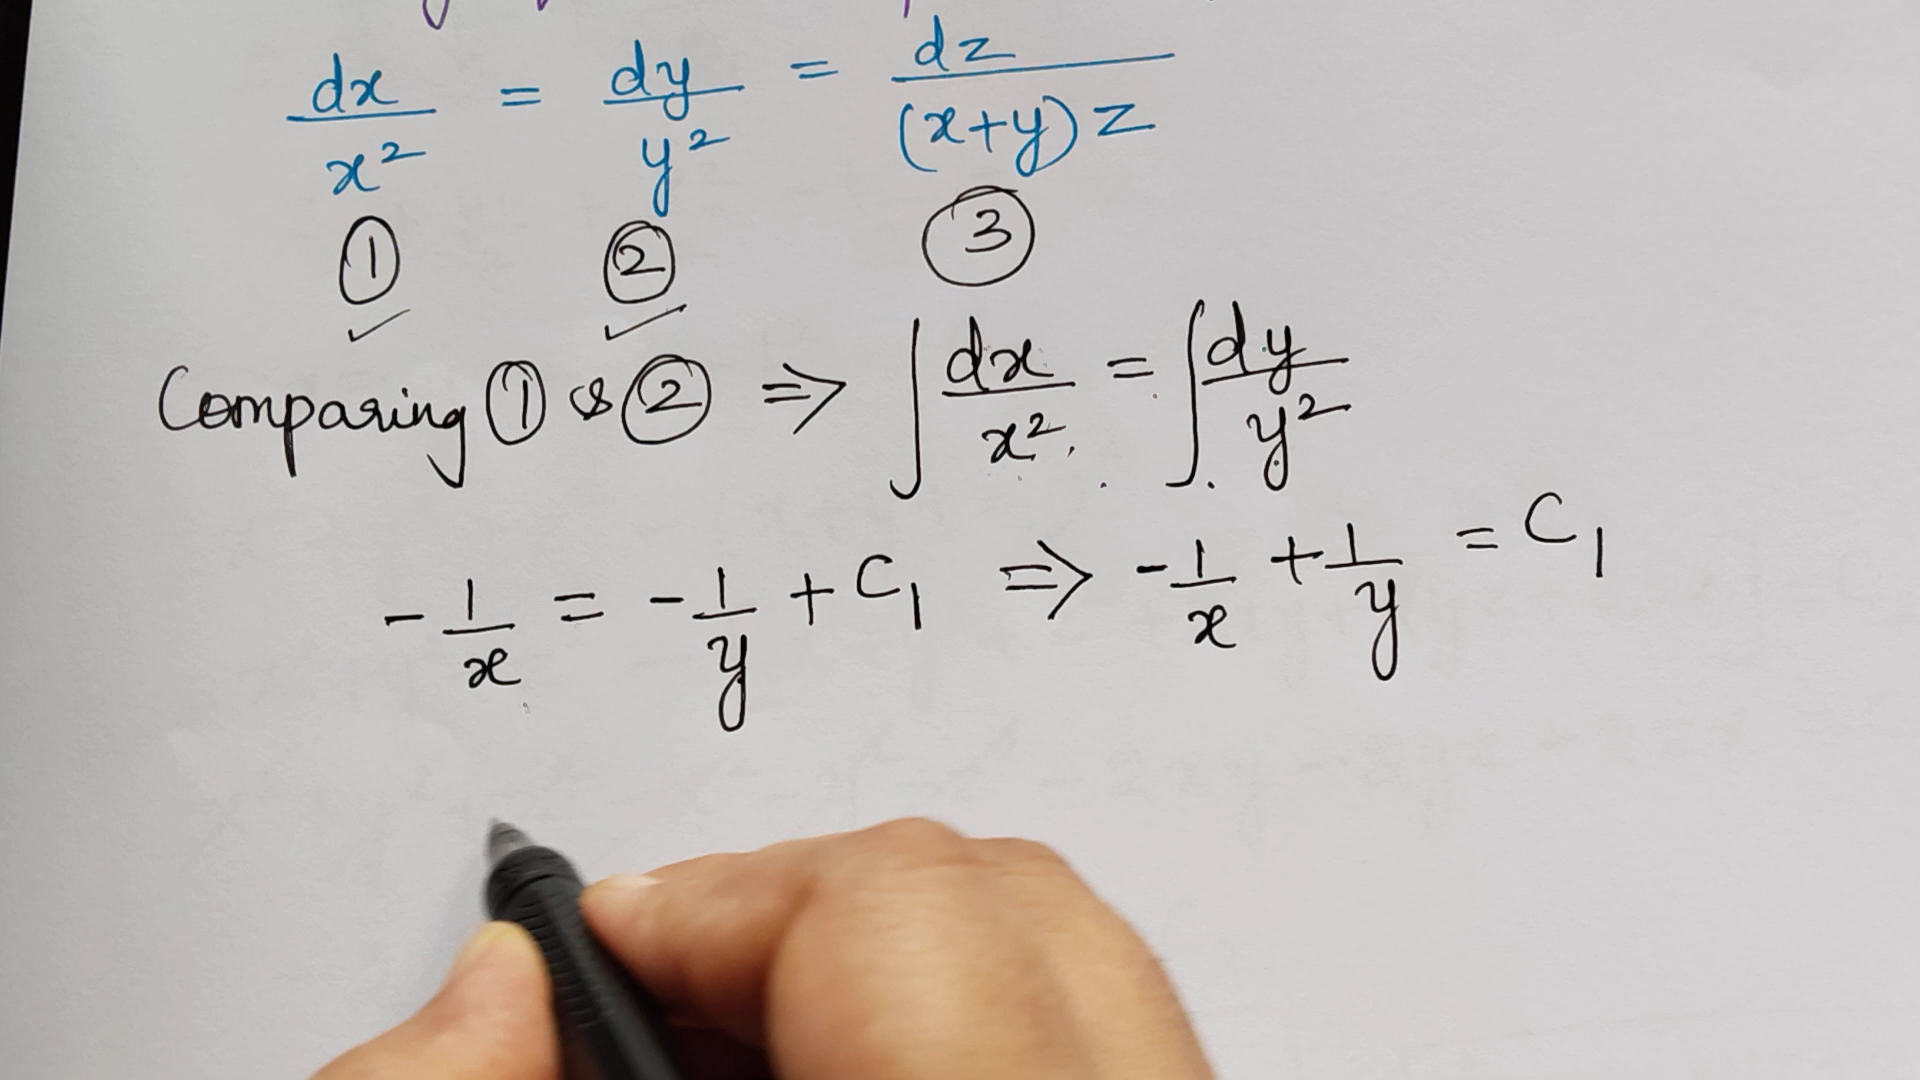 dx/x² = dy/y² = dz/(x+y)z
① ② ③
Comparing ① & ② ⇒ ∫ dx/x² = ∫ dy/y²
-1/x = -1/y + C₁ ⇒ -1/x + 1/y = C₁